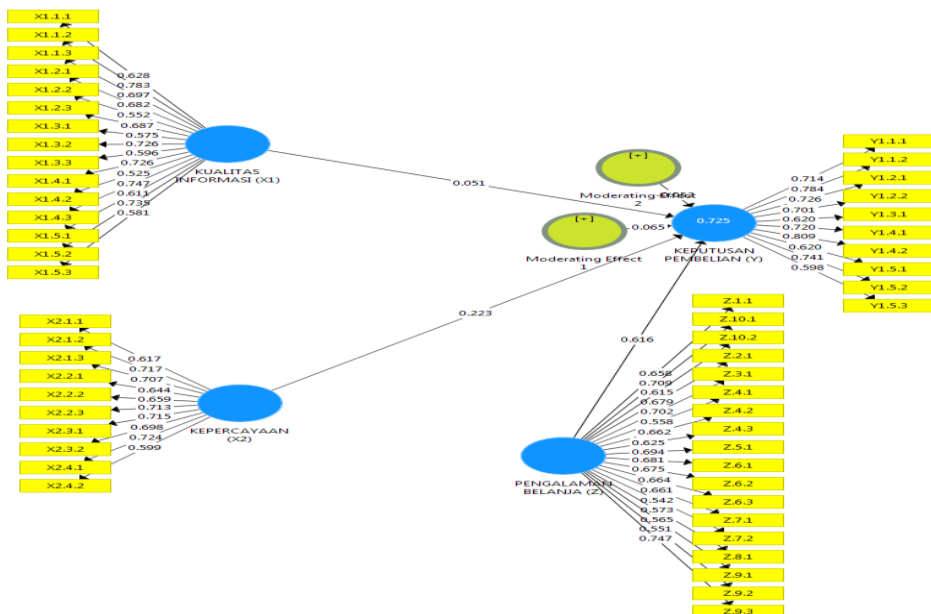 X1.1.1
X1.1.2
X1.1.3
X1.2.1
X1.2.2
X1.2.3
X1.3.1
X1.3.2
X1.3.3
X1.4.1
X1.4.2
X1.4.3
X1.5.1
X1.5.2
X1.5.3
0.628
0.783
0.697
0.682
0.552
0.687
0.575
0.726
0.596
0.726
0.525
0.747
0.611
0.735
0.581
KUALITAS
INFORMASI (X1)
0.051
[+]
Moderating Effect
2
[+]
Moderating Effect
1
0.065
0.725
KEPUTUSAN
PEMBELIAN (Y)
0.714
0.784
0.726
0.701
0.620
0.720
0.809
0.620
0.741
0.598
Y1.1.1
Y1.1.2
Y1.2.1
Y1.2.2
Y1.3.1
Y1.4.1
Y1.4.2
Y1.5.1
Y1.5.2
Y1.5.3
X2.1.1
X2.1.2
X2.1.3
X2.2.1
X2.2.2
X2.2.3
X2.3.1
X2.3.2
X2.4.1
X2.4.2
0.617
0.717
0.707
0.644
0.659
0.713
0.715
0.698
0.724
0.599
KEPERCAYAAN
(X2)
0.223
0.616
PENGALAMAN
BELANJA (Z)
0.658
0.709
0.615
0.679
0.702
0.558
0.662
0.625
0.694
0.681
0.675
0.664
0.661
0.542
0.573
0.565
0.551
0.747
Z.1.1
Z.10.1
Z.10.2
Z.2.1
Z.3.1
Z.4.1
Z.4.2
Z.4.3
Z.5.1
Z.6.1
Z.6.2
Z.6.3
Z.7.1
Z.7.2
Z.8.1
Z.9.1
Z.9.2
Z.9.3